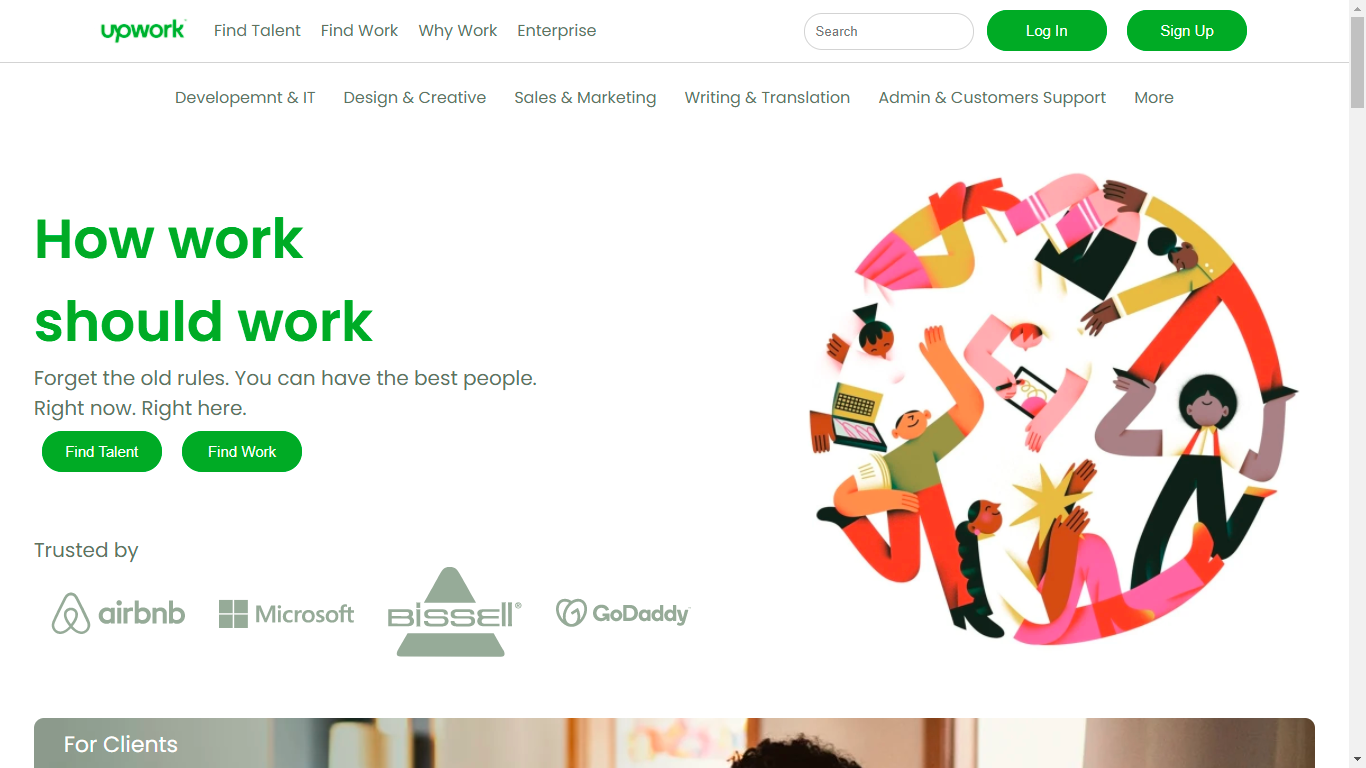 upwork Find Talent Find Work Why Work Enterprise Search Log In Sign Up
Developemnt & IT Design & Creative Sales & Marketing Writing & Translation Admin & Customers Support More
How work
should work
Forget the old rules. You can have the best people.
Right now. Right here.
Find Talent Find Work
Trusted by
airbnb Microsoft BISSELL® GoDaddy
For Clients